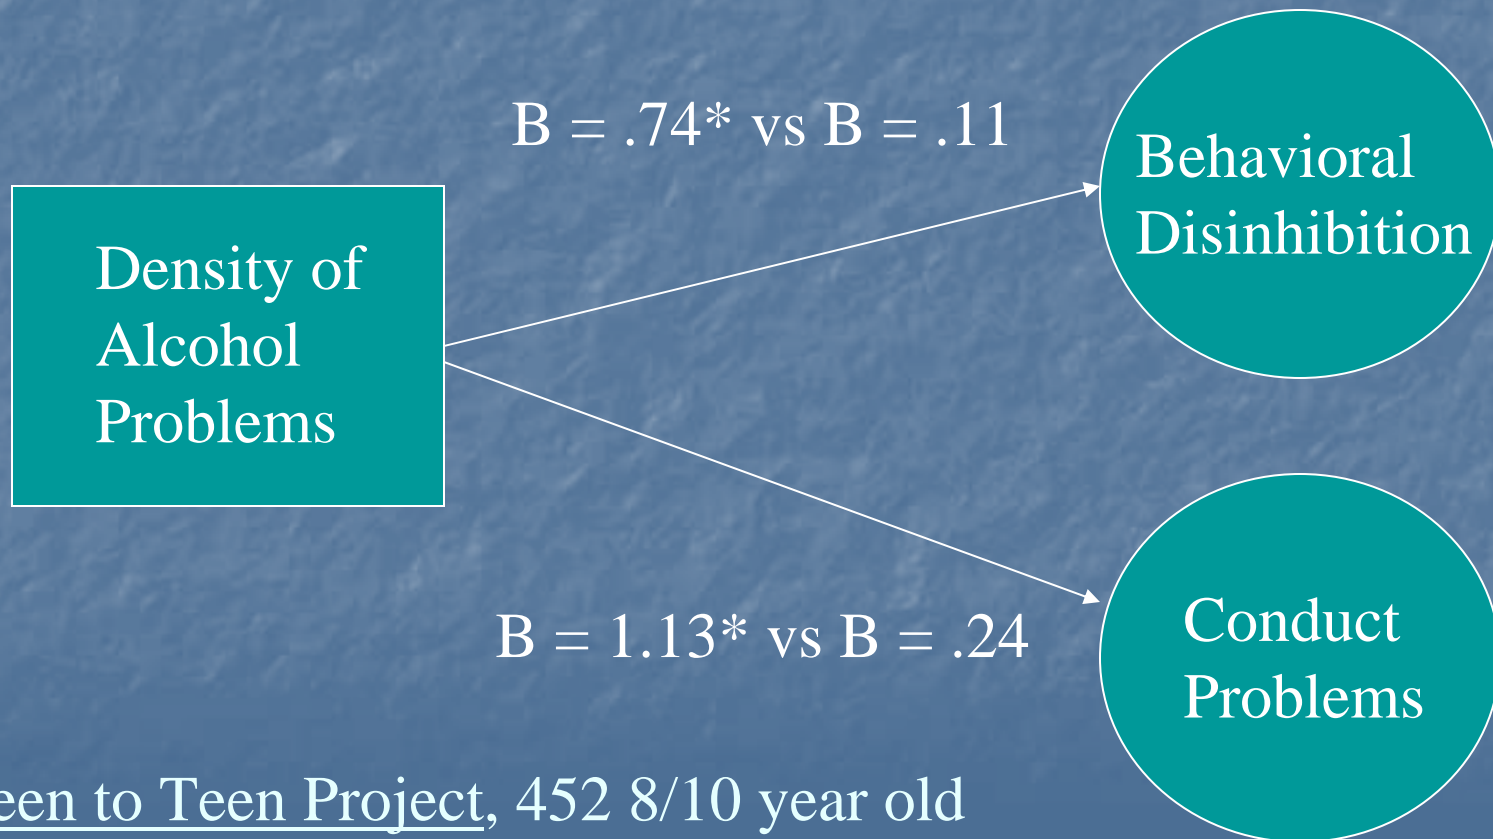 B = .74* vs B = .11
Behavioral
Disinhibition
Density of
Alcohol
Problems
B = 1.13* vs B = .24
Conduct
Problems
to Teen Project, 452 8/10 year old